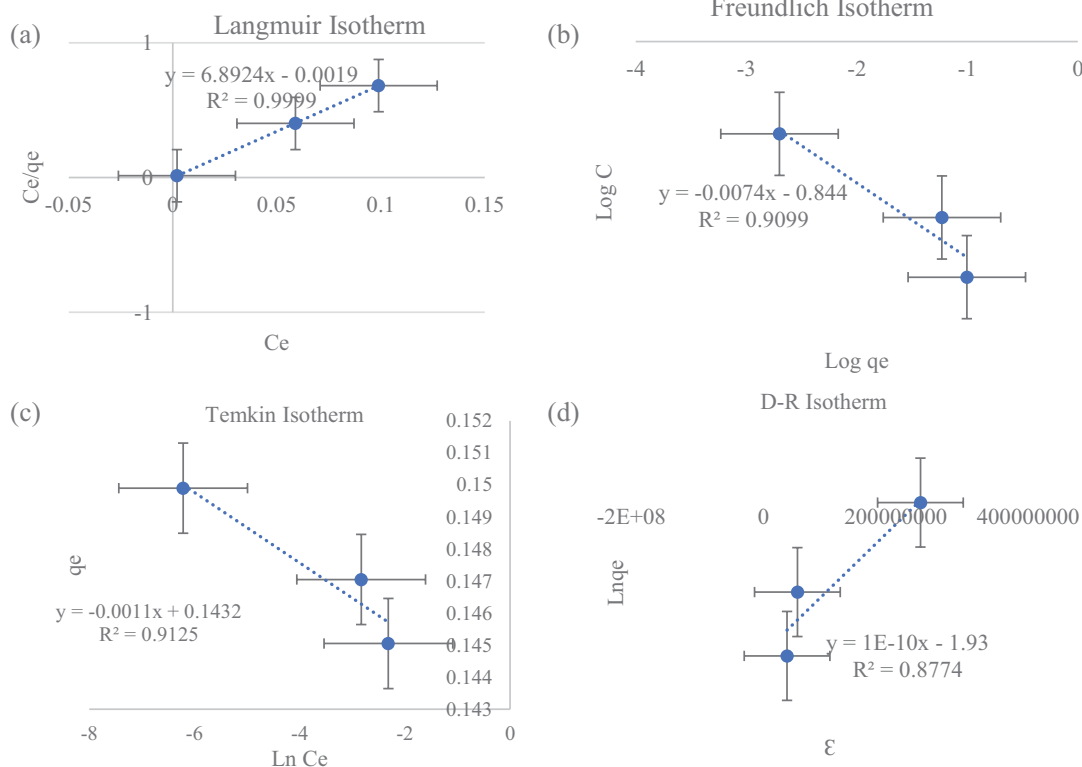 (a)
Langmuir Isotherm
1
y = 6.8924x - 0.0019
R² = 0.9999
Ce/qe
0
-0.05
0
0.05
0.1
0.15
-1
Ce
(b)
Freundlich Isotherm
-4
-3
-2
-1
0
Log C
y = -0.0074x - 0.844
R² = 0.9099
Log qe
(c)
Temkin Isotherm
0.152
0.151
0.15
0.149
0.148
0.147
0.146
0.145
0.144
0.143
qe
y = -0.0011x + 0.1432
R² = 0.9125
-8
-6
-4
-2
0
Ln Ce
(d)
D-R Isotherm
-2E+08
0
200000000
400000000
Lnqe
y = 1E-10x - 1.93
R² = 0.8774
Ɛ